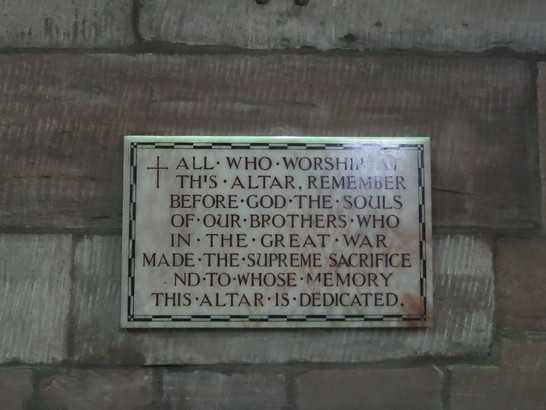 ALL·WHO·WORSHIP AT
THIS·ALTAR, REMEMBER
BEFORE·GOD·THE·SOULS
OF·OUR·BROTHERS·WHO
IN·THE·GREAT·WAR
MADE·THE·SUPREME SACRIFICE
ND·TO·WHOSE·MEMORY
THIS·ALTAR·IS·DEDICATED.